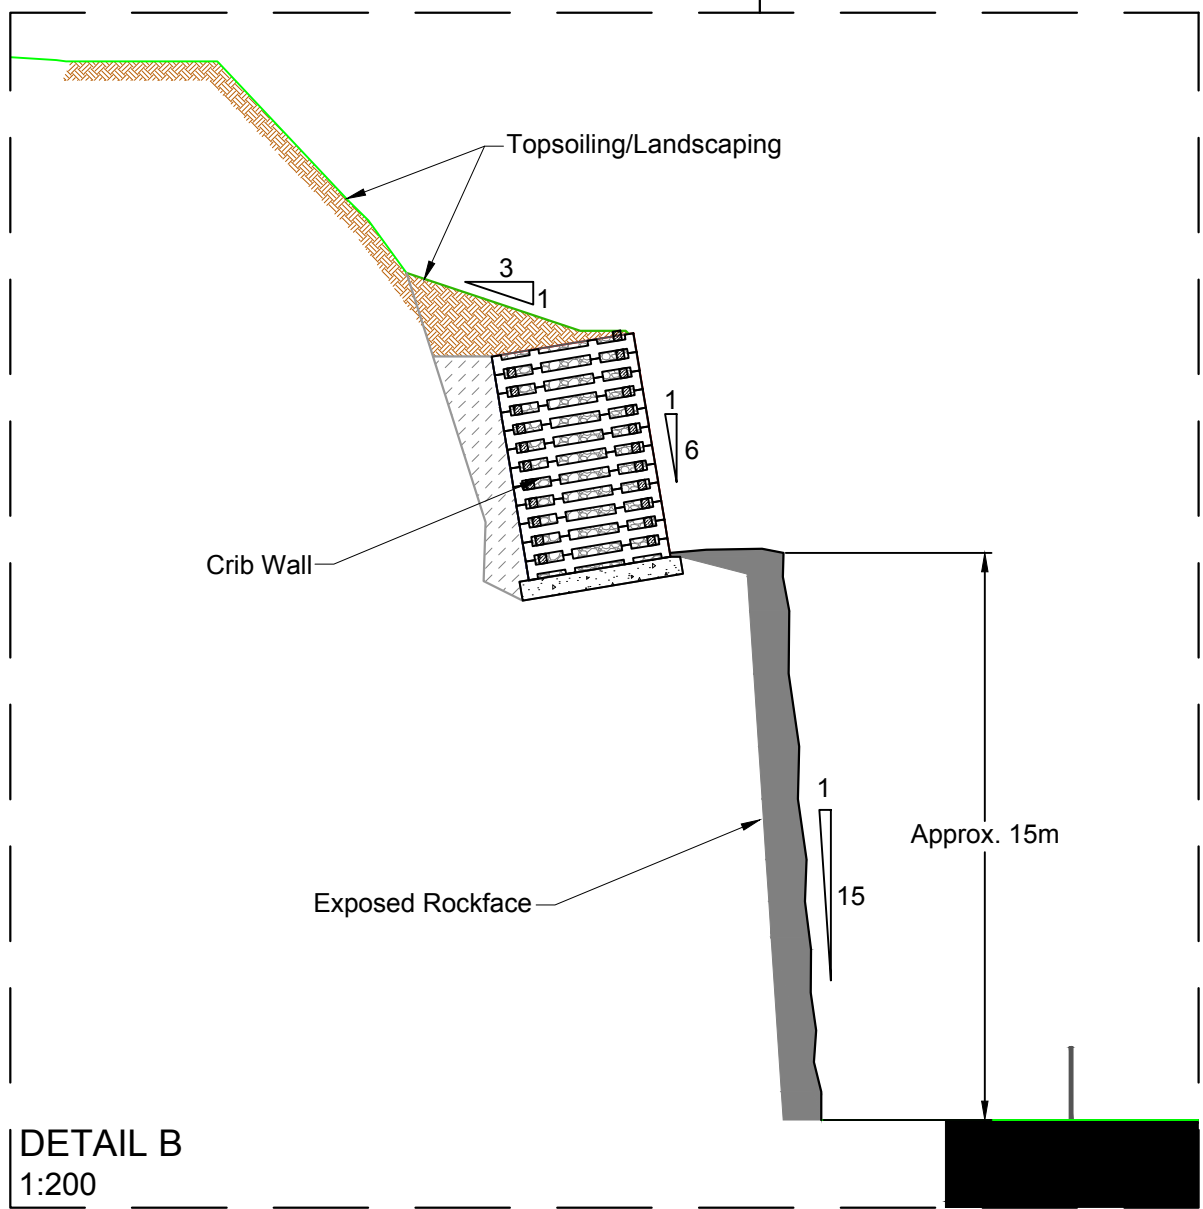 Topsoiling/Landscaping
3
1
1
6
Crib Wall
1
Approx. 15m
15
Exposed Rockface
DETAIL B
1:200